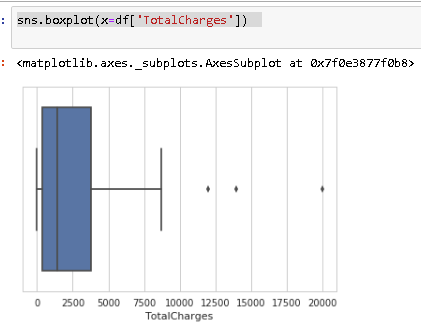 : sns.boxplot(x=df['TotalCharges'])
: <matplotlib.axes._subplots.AxesSubplot at 0x7f0e3877f0b8>
0 2500 5000 7500 10000 12500 15000 17500 20000
TotalCharges